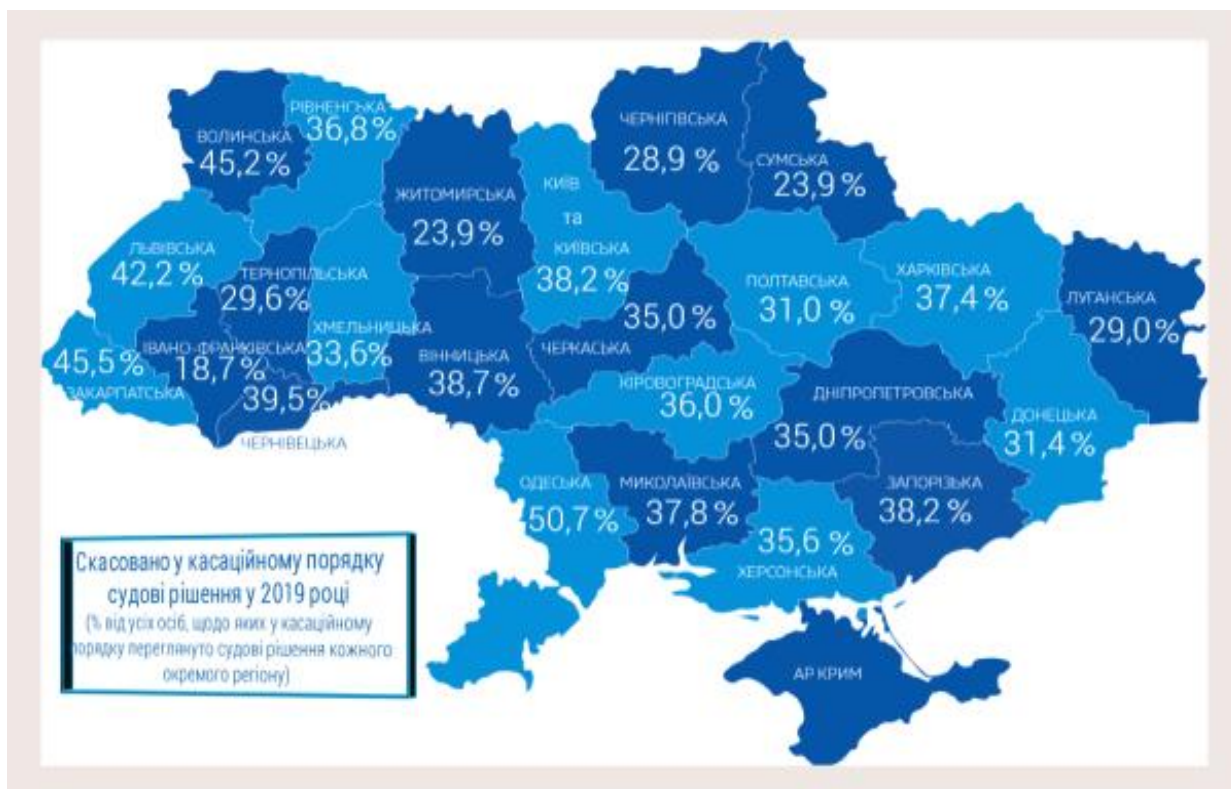 РІВНЕНСЬКА
36,8%
ВОЛИНСЬКА
45,2%
ЧЕРНІГІВСЬКА
28,9 %
СУМСЬКА
23,9 %
ЖИТОМИРСЬКА
23,9%
КИЇВ
та
КИЇВСЬКА
38,2 %
ЛЬВІВСЬКА
42,2 %
ТЕРНОПІЛЬСЬКА
29,6%
ХМЕЛЬНИЦЬКА
33,6%
ПОЛТАВСЬКА
31,0 %
ХАРКІВСЬКА
37,4 %
ЛУГАНСЬКА
29,0%
45,5%
ЗАКАРПАТСЬКА
ІВАНО-ФРАНКІВСЬКА
18,7%
39,5%
ЧЕРНІВЕЦЬКА
ВІННИЦЬКА
38,7%
35,0 %
ЧЕРКАСЬКА
КІРОВОГРАДСЬКА
36,0 %
ДНІПРОПЕТРОВСЬКА
35,0%
ДОНЕЦЬКА
31,4%
ОДЕСЬКА
50,7%
МИКОЛАЇВСЬКА
37,8%
ЗАПОРІЗЬКА
38,2 %
35,6 %
ХЕРСОНСЬКА
АР КРИМ
Скасовано у касаційному порядку
судові рішення у 2019 році
(% від усіх осіб, щодо яких у касаційному
порядку переглянуто судові рішення кожного
окремого регіону)